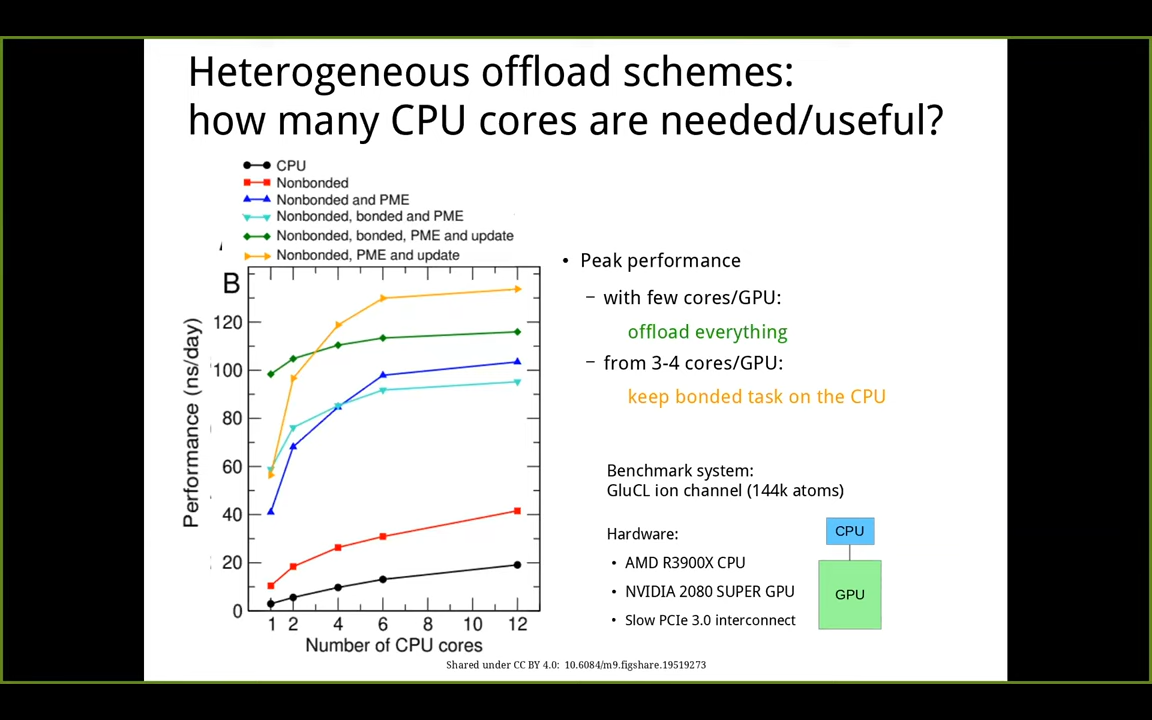 Heterogeneous offload schemes:
how many CPU cores are needed/useful?
CPU
Nonbonded
Nonbonded and PME
Nonbonded, bonded and PME
Nonbonded, bonded, PME and update
Nonbonded, PME and update
B
Performance (ns/day)
120
100
80
60
40
20
0
1 2 4 6 8 10 12
Number of CPU cores
• Peak performance
– with few cores/GPU:
offload everything
– from 3-4 cores/GPU:
keep bonded task on the CPU
Benchmark system:
GluCL ion channel (144k atoms)
Hardware:
• AMD R3900X CPU
• NVIDIA 2080 SUPER GPU
• Slow PCIe 3.0 interconnect
CPU
GPU
Shared under CC BY 4.0: 10.6084/m9.figshare.19519273